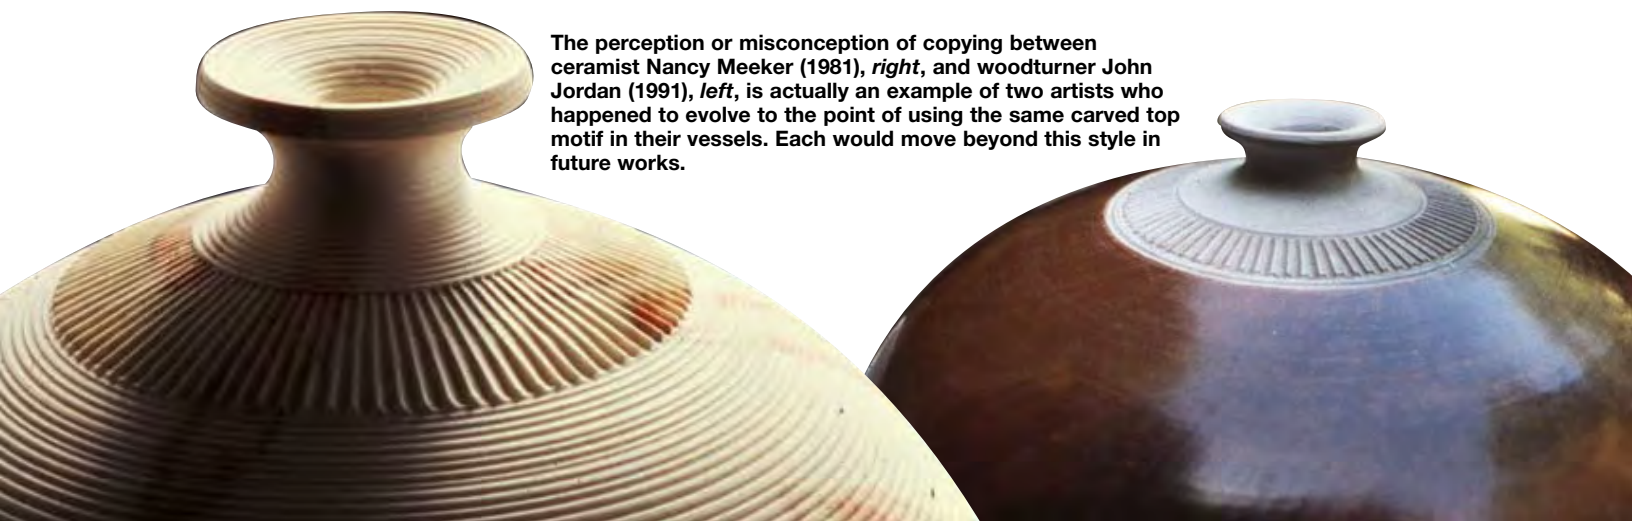 The perception or misconception of copying between
ceramist Nancy Meeker (1981), right, and woodturner John
Jordan (1991), left, is actually an example of two artists who
happened to evolve to the point of using the same carved top
motif in their vessels. Each would move beyond this style in
future works.